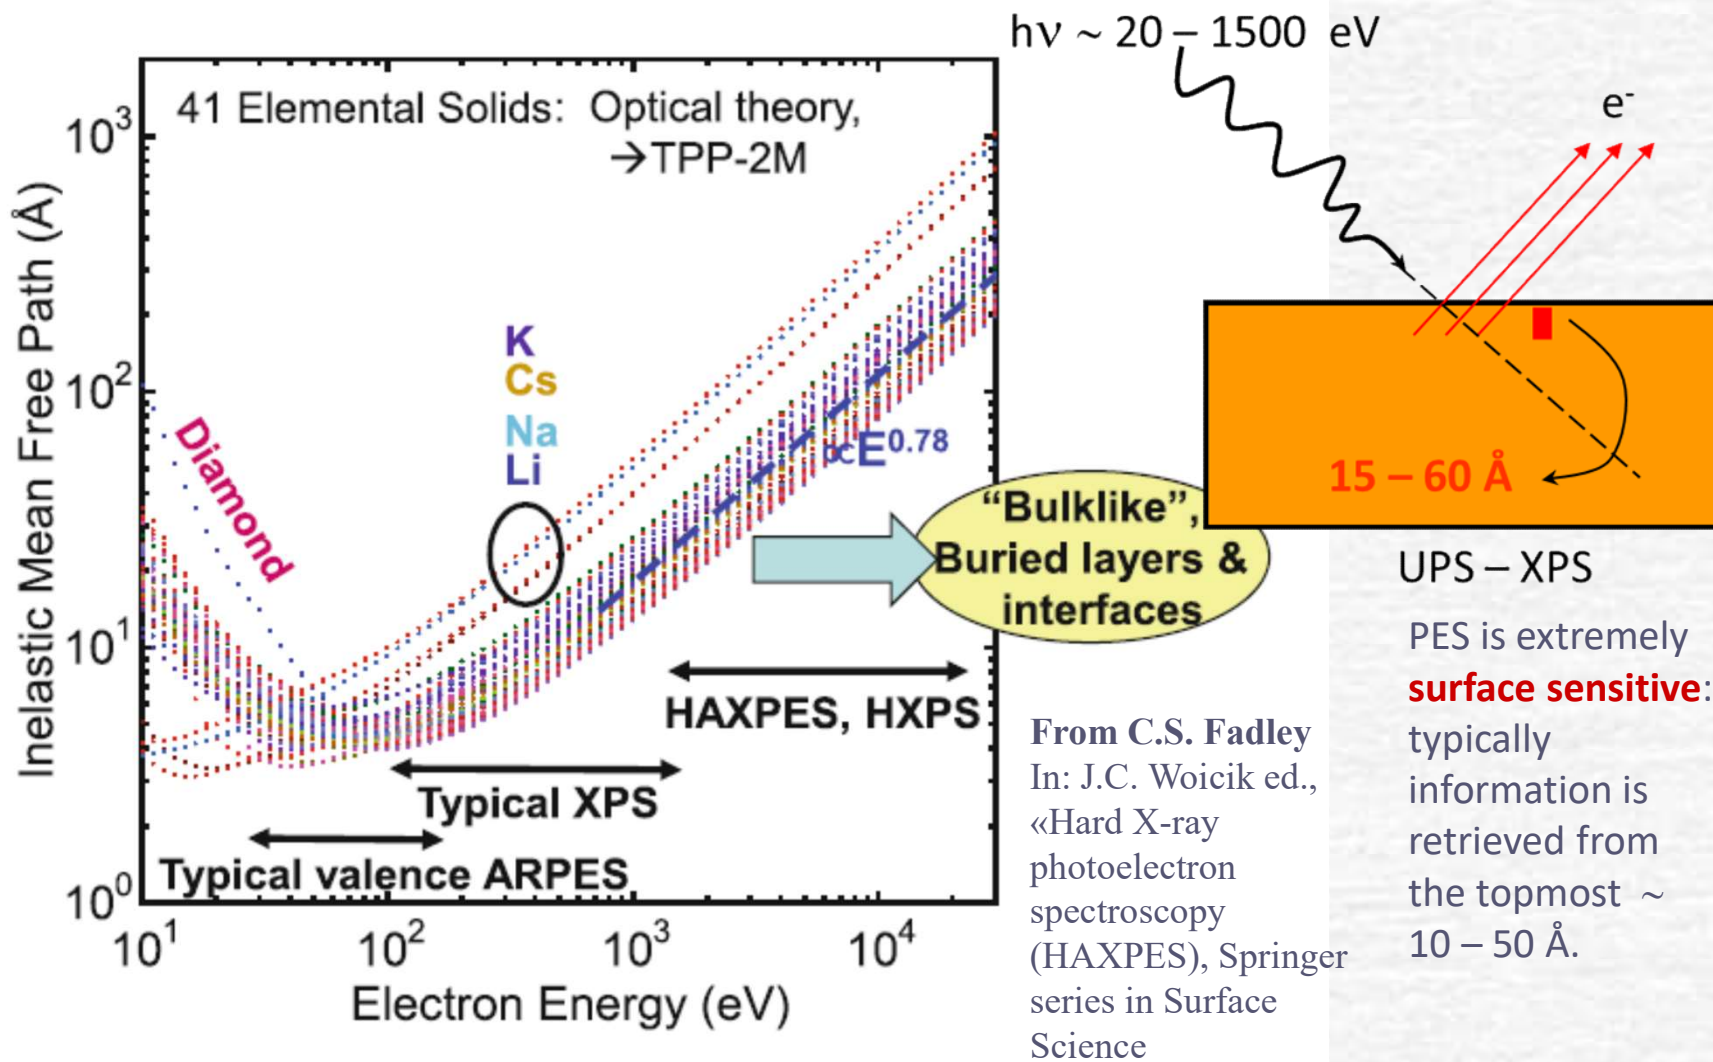 41 Elemental Solids: Optical theory,
→TPP-2M
Inelastic Mean Free Path (Å)
10³
10²
10¹
10⁰
Diamond
K
Cs
Na
Li
∝E^0.78
"Bulklike",
Buried layers &
interfaces
HAXPES, HXPS
Typical XPS
Typical valence ARPES
10¹
10²
10³
10⁴
Electron Energy (eV)
hν ~ 20 – 1500 eV
e⁻
15 – 60 Å
UPS – XPS
PES is extremely
surface sensitive:
typically
information is
retrieved from
the topmost ~
10 – 50 Å.
From C.S. Fadley
In: J.C. Woicik ed.,
«Hard X-ray
photoelectron
spectroscopy
(HAXPES), Springer
series in Surface
Science